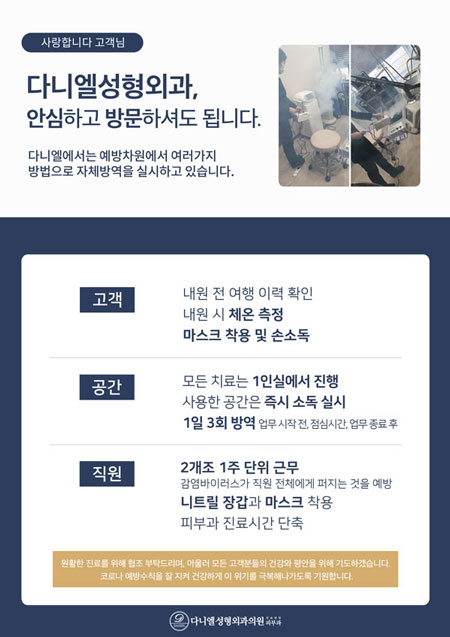 사랑합니다 고객님
다니엘성형외과,
안심하고 방문하셔도 됩니다.
다니엘에서는 예방차원에서 여러가지
방법으로 자체방역을 실시하고 있습니다.
고객
내원 전 여행 이력 확인
내원 시 체온 측정
마스크 착용 및 손소독
공간
모든 치료는 1인실에서 진행
사용한 공간은 즉시 소독 실시
1일 3회 방역 업무 시작 전, 점심시간, 업무 종료 후
직원
2개조 1주 단위 근무
감염바이러스가 직원 전체에게 퍼지는 것을 예방
니트릴 장갑과 마스크 착용
피부과 진료시간 단축
원활한 진료를 위해 협조 부탁드리며, 아울러 모든 고객분들의 건강와 평안을 위해 기도하겠습니다.
코로나 예방수칙을 잘 지켜 건강하게 이 위기를 극복해나가도록 기원합니다.
다니엘성형외과의원 피부과